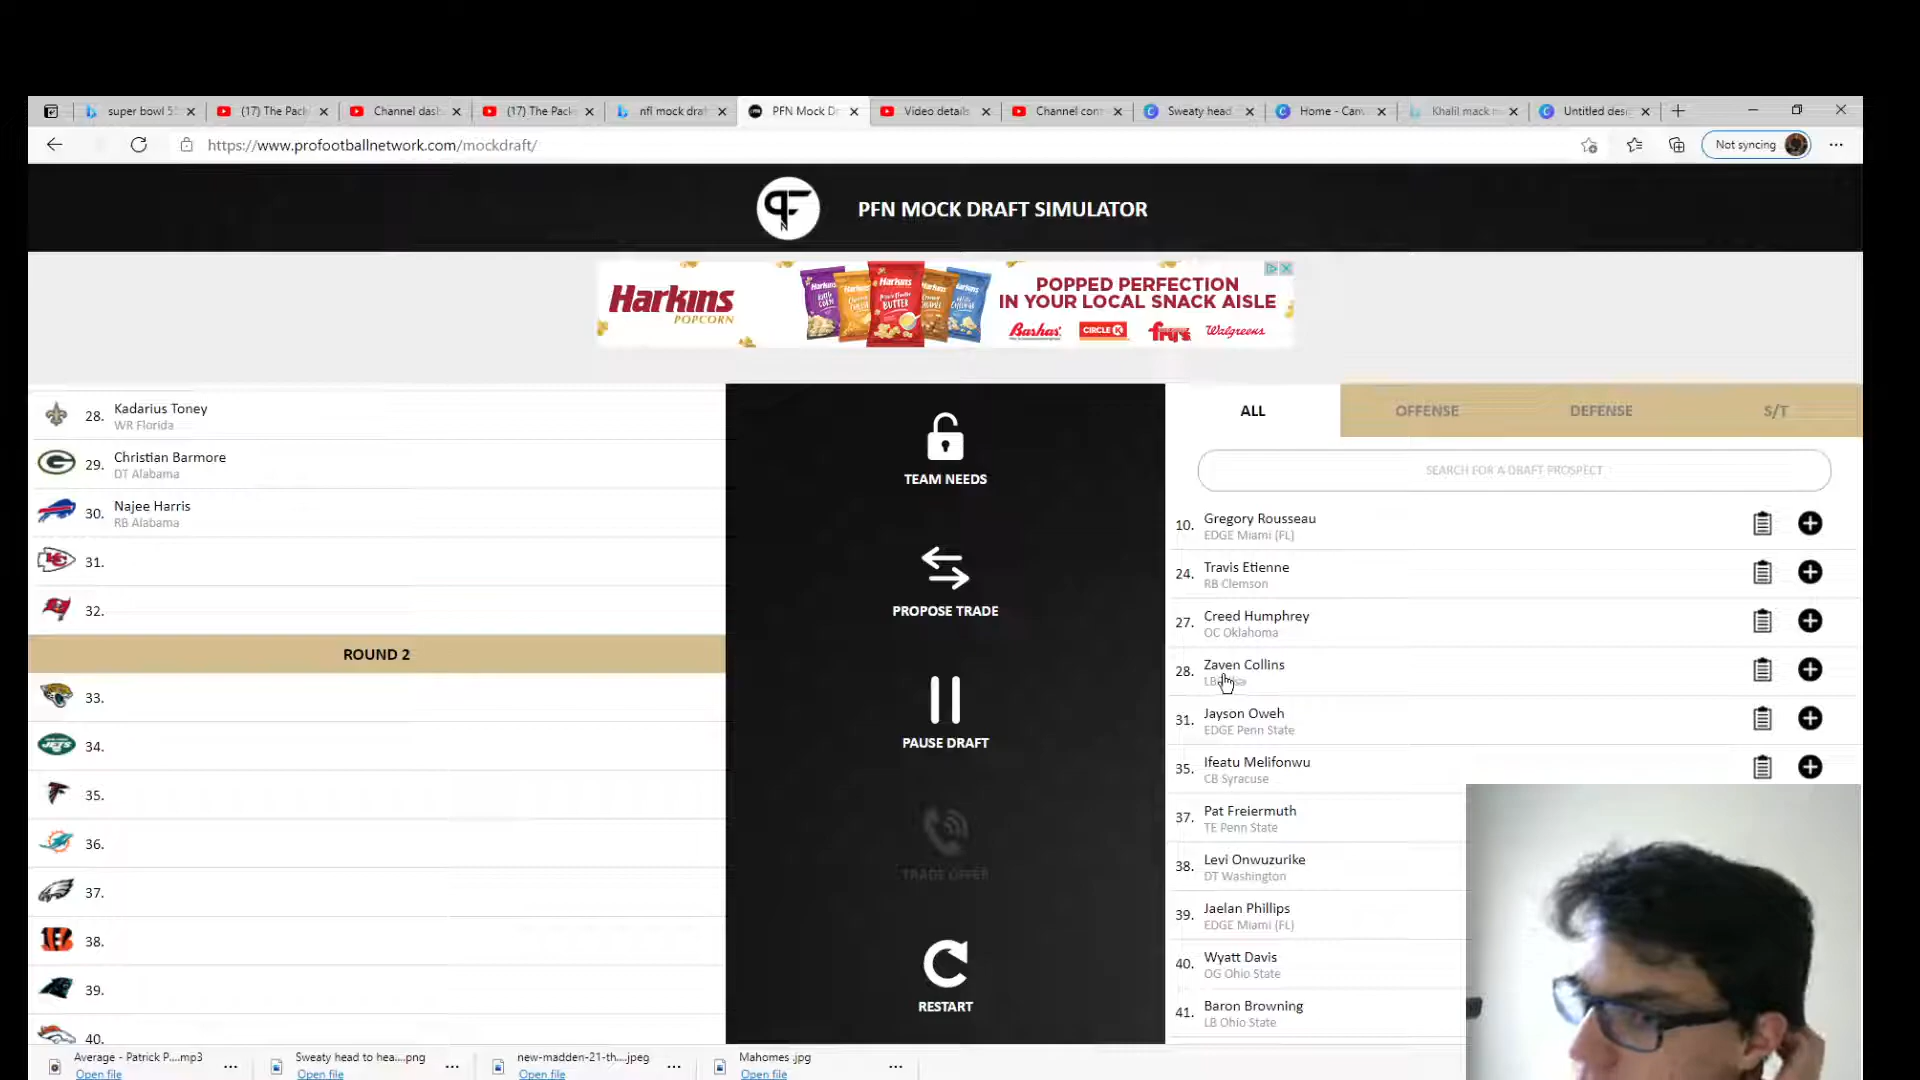 super bowl 5
(17) The Pack
Channel dash
(17) The Pack
nfl mock dra
PFN Mock Dr
Video details
Channel con
Sweaty head
Home - Can
Khalil mack m
Untitled des
https://www.profootballnetwork.com/mockdraft/
Not syncing
PFN
PFN MOCK DRAFT SIMULATOR
Harkins
POPCORN
POPPED PERFECTION
IN YOUR LOCAL SNACK AISLE
Bashas'
CIRCLE K
fry's
Walgreens
28. Kadarius Toney
WR Florida
29. Christian Barmore
DT Alabama
30. Najee Harris
RB Alabama
31.
32.
ROUND 2
33.
34.
JETS
35.
36.
37.
38.
39.
40.
TEAM NEEDS
PROPOSE TRADE
PAUSE DRAFT
TRADE OFFER
RESTART
ALL
OFFENSE
DEFENSE
S/T
SEARCH FOR A DRAFT PROSPECT
10. Gregory Rousseau
EDGE Miami (FL)
24. Travis Etienne
RB Clemson
27. Creed Humphrey
OC Oklahoma
28. Zaven Collins
LB
31. Jayson Oweh
EDGE Penn State
35. Ifeatu Melifonwu
CB Syracuse
37. Pat Freiermuth
TE Penn State
38. Levi Onwuzurike
DT Washington
39. Jaelan Phillips
EDGE Miami (FL)
40. Wyatt Davis
OG Ohio State
41. Baron Browning
LB Ohio State
Average - Patrick P....mp3
Open file
Sweaty head to hea....png
Open file
new-madden-21-th....jpeg
Open file
Mahomes .jpg
Open file